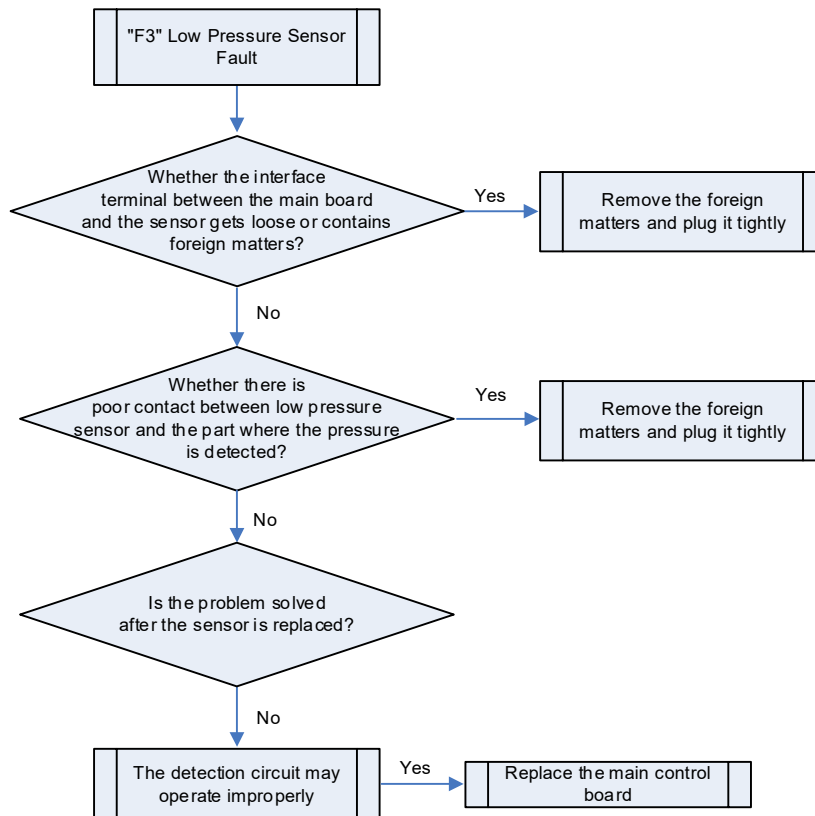 "F3" Low Pressure Sensor
Fault
Whether the interface
terminal between the main board
and the sensor gets loose or contains
foreign matters?
Yes
Remove the foreign
matters and plug it tightly
No
Whether there is
poor contact between low pressure
sensor and the part where the pressure
is detected?
Yes
Remove the foreign
matters and plug it tightly
No
Is the problem solved
after the sensor is replaced?
No
The detection circuit may
operate improperly
Yes
Replace the main control
board